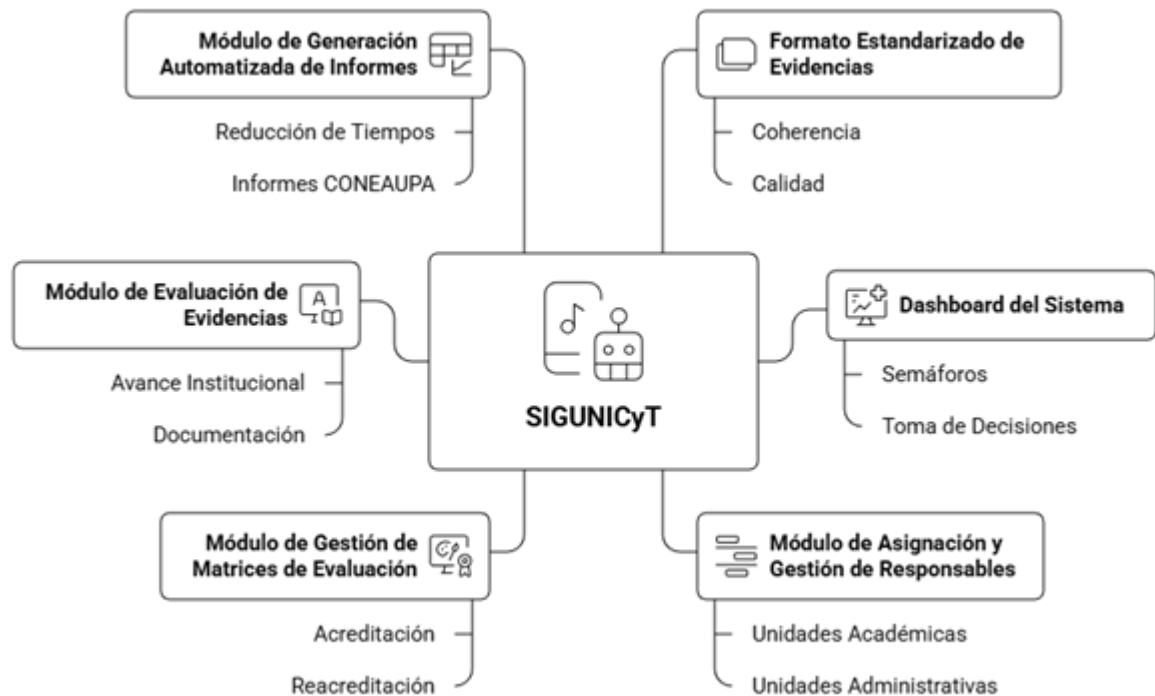 Módulo de Generación
Automatizada de Informes
Reducción de Tiempos
Informes CONEAUPA
Formato Estandarizado de
Evidencias
Coherencia
Calidad
Módulo de Evaluación de
Evidencias
A
Avance Institucional
Documentación
SIGUNICyT
Dashboard del Sistema
Semáforos
Toma de Decisiones
Módulo de Gestión de
Matrices de Evaluación
Acreditación
Reacreditación
Módulo de Asignación y
Gestión de Responsables
Unidades Académicas
Unidades Administrativas